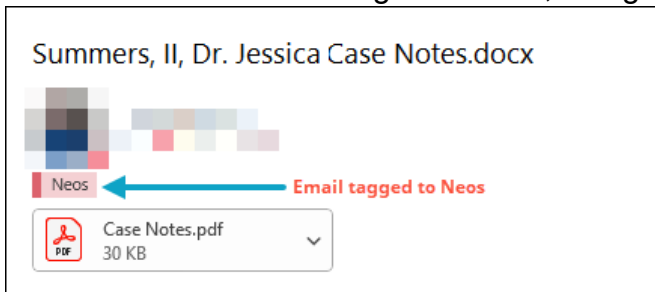 Summers, II, Dr. Jessica Case Notes.docx
Neos
Email tagged to Neos
Case Notes.pdf
PDF
30 KB